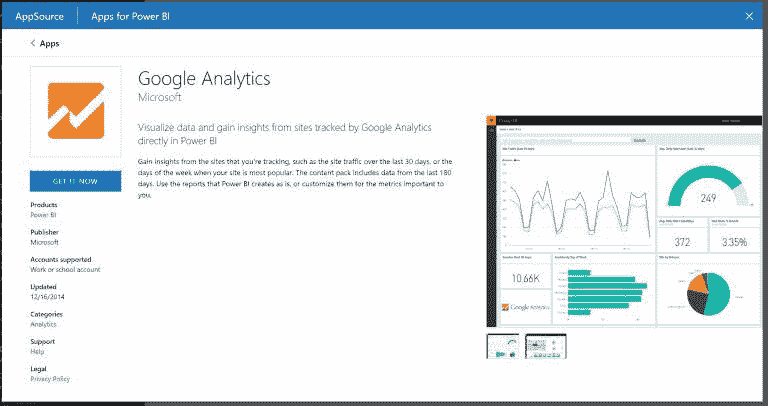 AppSource
Apps for Power BI
Apps
Google Analytics
Microsoft
Visualize data and gain insights from sites tracked by Google Analytics
directly in Power BI
Gain insights from the sites that you're tracking, such as the site traffic over the last 30 days, or the
days of the week when your site is most popular. The content pack includes data from the last 180
days. Use the reports that Power BI creates as is, or customize them for the metrics important to
you.
GET IT NOW
Products
Power BI
Publisher
Microsoft
Accounts supported
Work or school account
Updated
12/16/2014
Categories
Analytics
Support
Help
Legal
Privacy Policy
249
372
3.35%
10.66K
Google Analytics